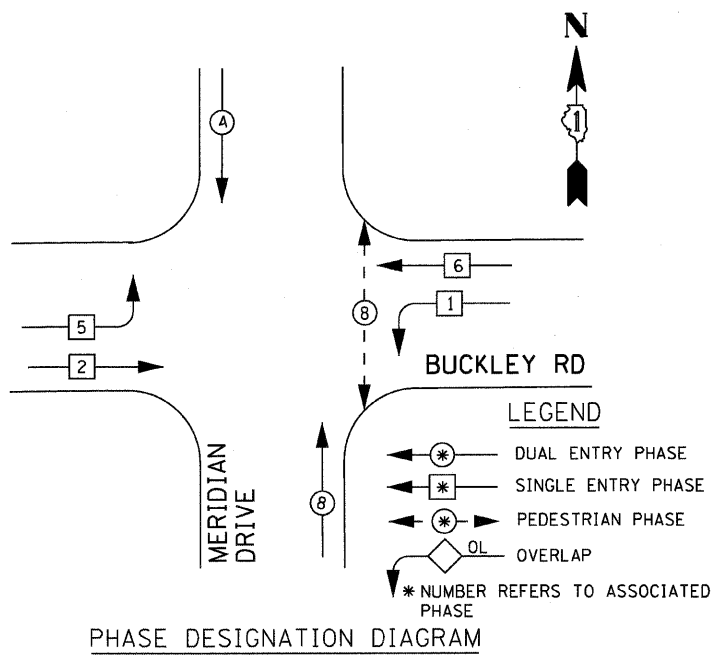 N
1
4
6
5
1
8
2
BUCKLEY RD
LEGEND
* DUAL ENTRY PHASE
* SINGLE ENTRY PHASE
* PEDESTRIAN PHASE
OL OVERLAP
* NUMBER REFERS TO ASSOCIATED
PHASE
8
MERIDIAN
DRIVE
PHASE DESIGNATION DIAGRAM